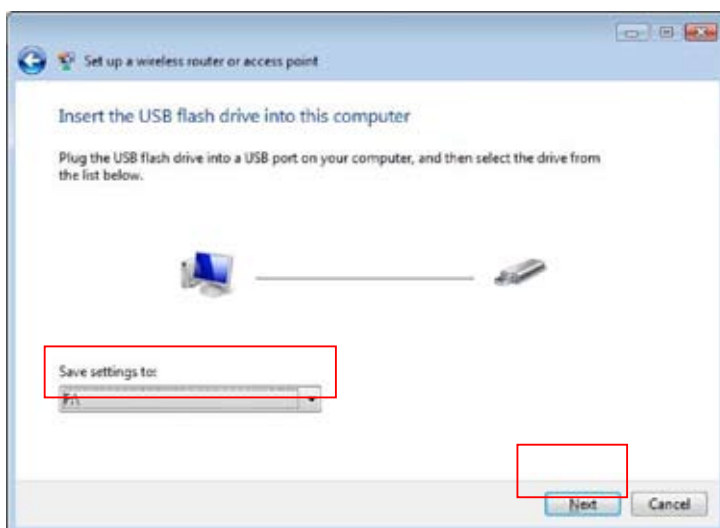 Set up a wireless router or access point
Insert the USB flash drive into this computer
Plug the USB flash drive into a USB port on your computer, and then select the drive from
the list below.
Save settings to:
F:\
Next Cancel